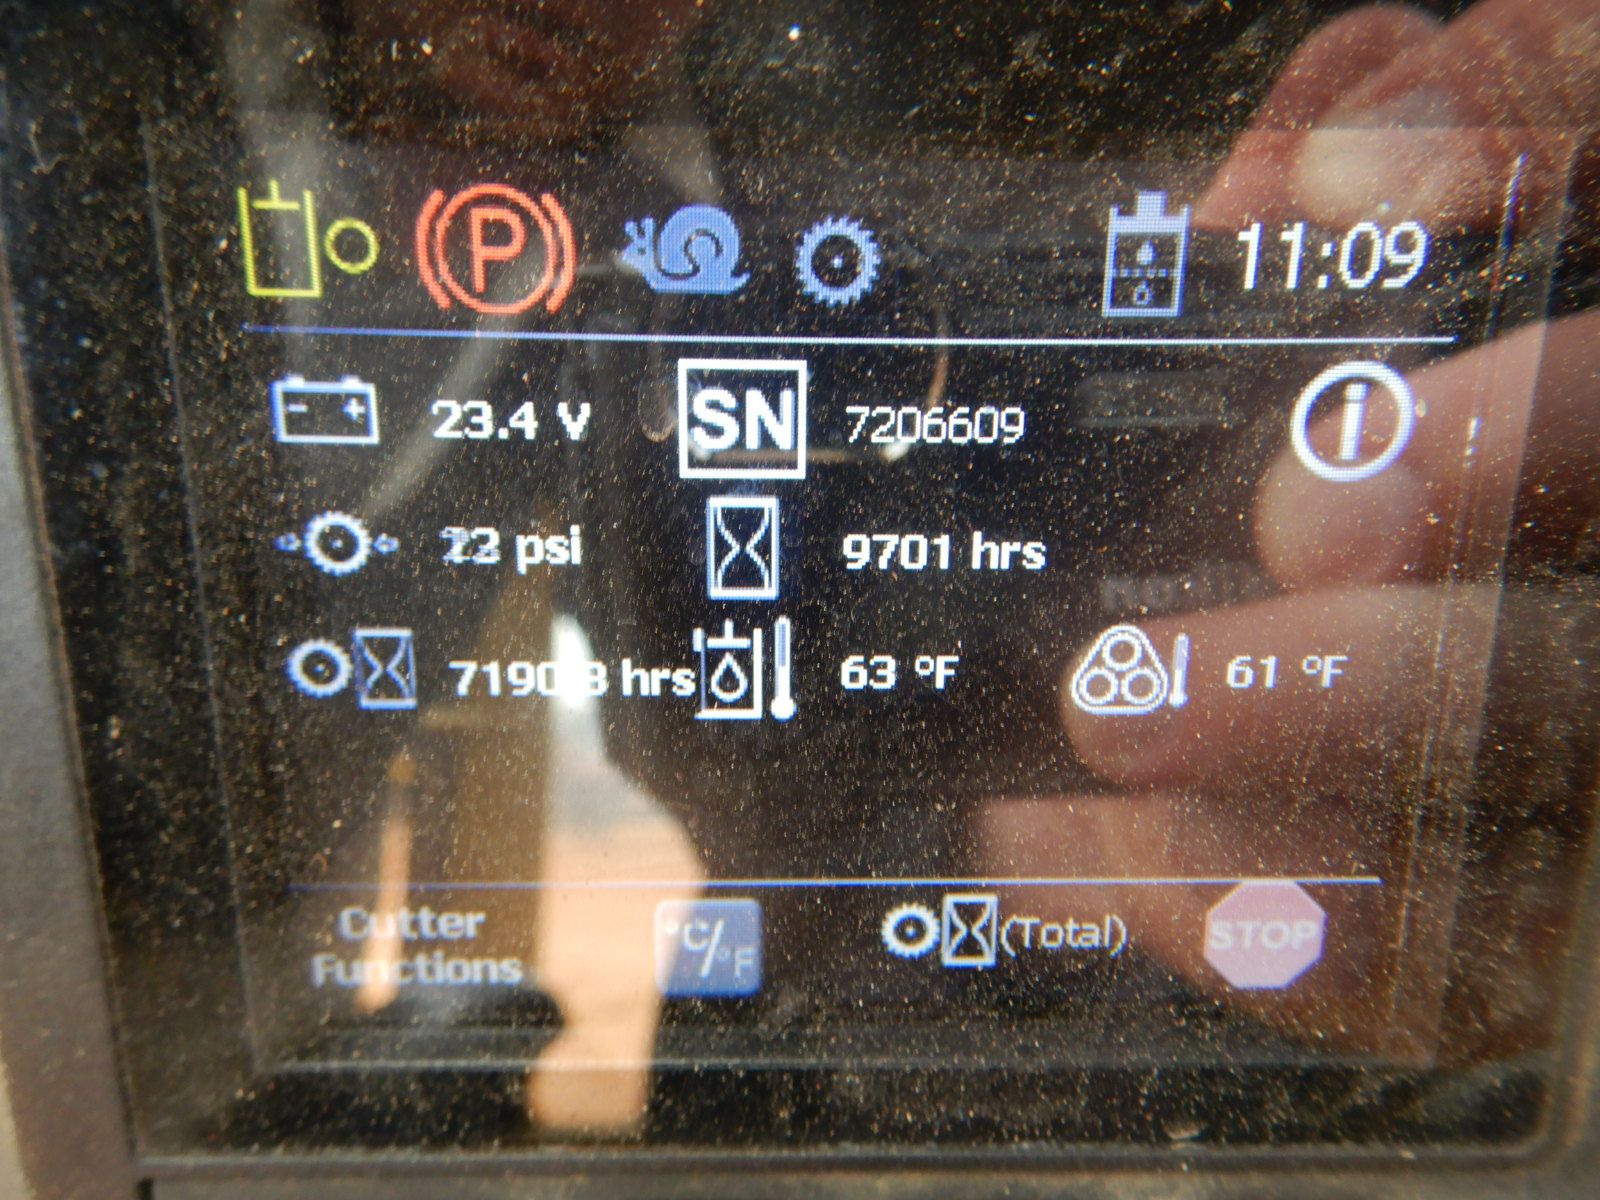 P 11:09
23.4 V SN 7206609 i
psi 9701 hrs
hrs 63 °F 61 °F
Cutter
Functions
°C/°F (Total) STOP